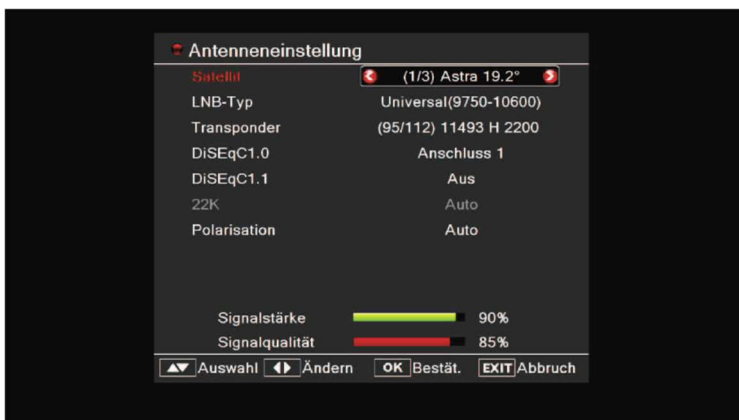 Antenneneinstellung
Satellit (1/3) Astra 19.2°
LNB-Typ Universal(9750-10600)
Transponder (95/112) 11493 H 2200
DiSEqC1.0 Anschluss 1
DiSEqC1.1 Aus
22K Auto
Polarisation Auto
Signalstärke 90%
Signalqualität 85%
Auswahl Ändern OK Bestät. EXIT Abbruch